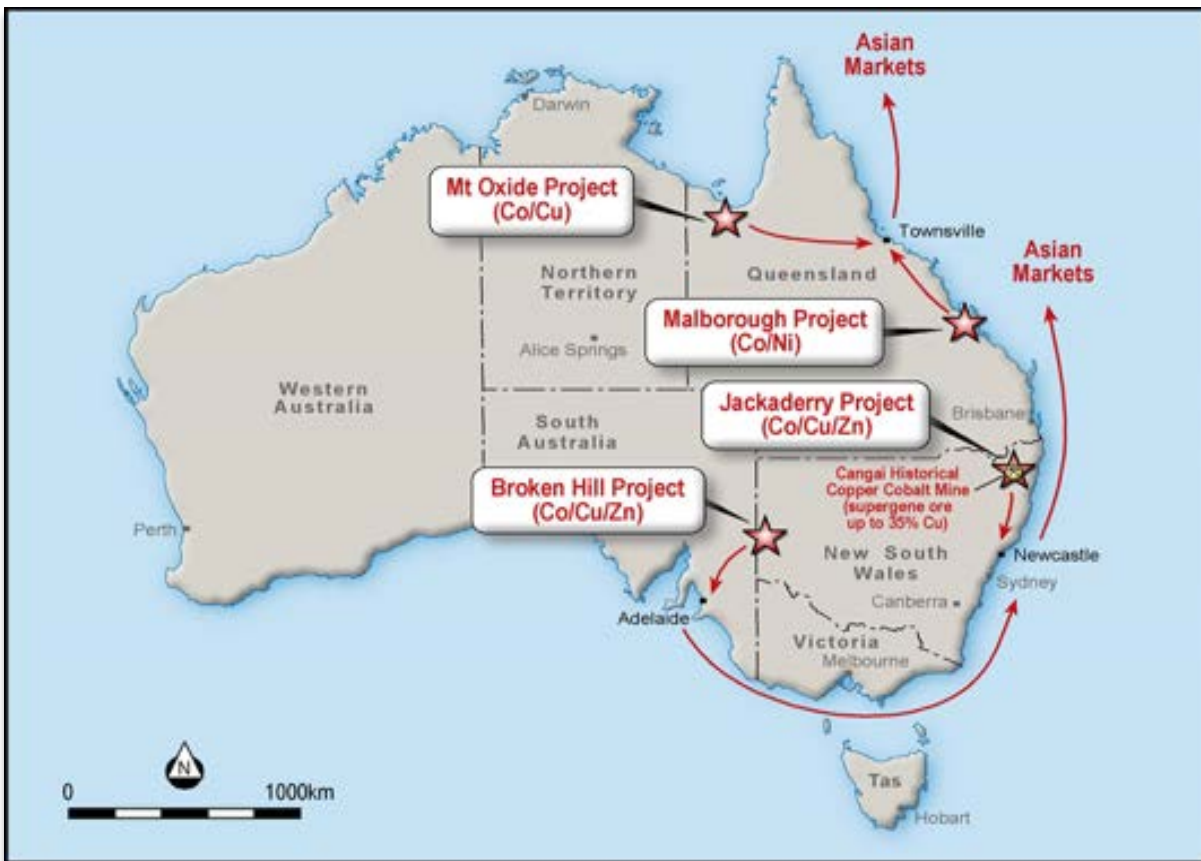 Asian
Markets
Darwin
Mt Oxide Project
(Co/Cu)
Townsville
Northern
Territory
Queensland
Asian
Markets
Malborough Project
(Co/Ni)
Alice Springs
Western
Australia
Jackaderry Project
(Co/Cu/Zn)
Brisbane
South
Australia
Cangai Historical
Copper Cobalt Mine
(supergene ore
up to 35% Cu)
Broken Hill Project
(Co/Cu/Zn)
Perth
New South
Wales
Newcastle
Sydney
Canberra
Adelaide
Victoria
Melbourne
N
0 1000km
Tas
Hobart